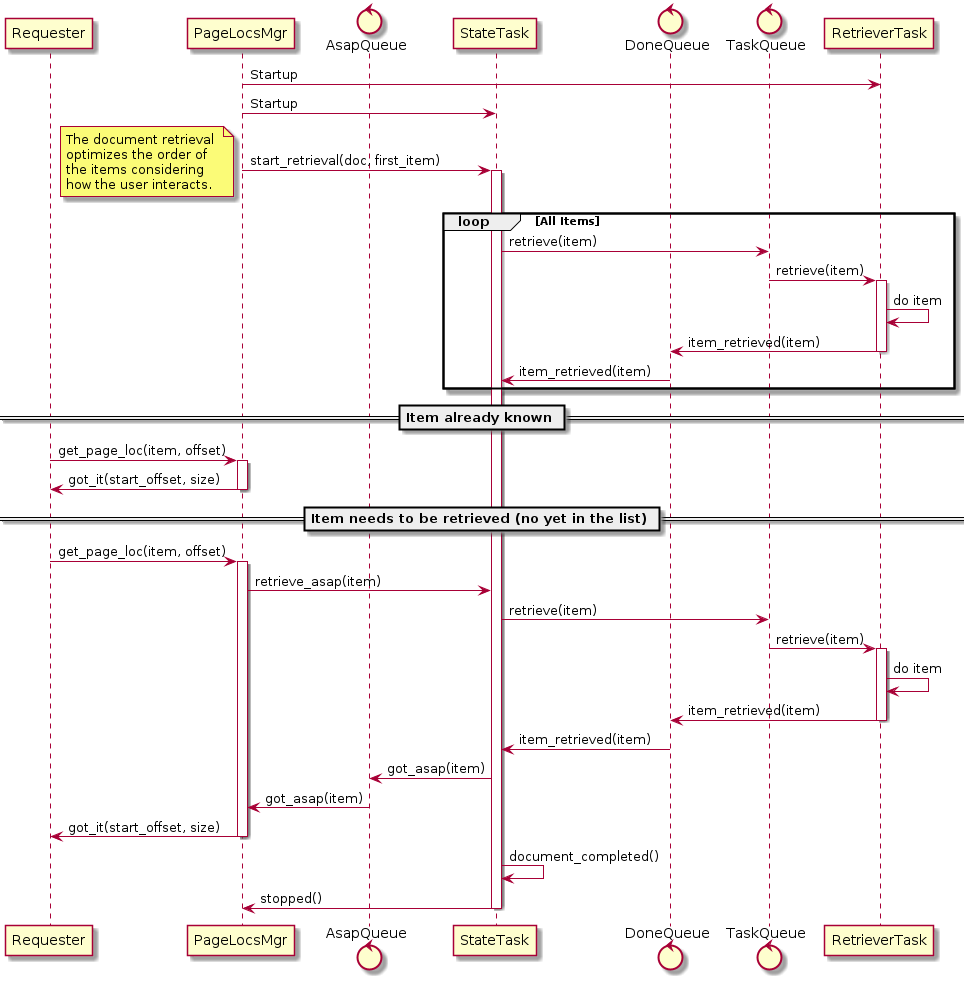 Requester
PageLocsMgr
AsapQueue
StateTask
DoneQueue
TaskQueue
RetrieverTask
Startup
Startup
The document retrieval
optimizes the order of
the items considering
how the user interacts.
start_retrieval(doc, first_item)
loop
[All Items]
retrieve(item)
retrieve(item)
do item
item_retrieved(item)
item_retrieved(item)
Item already known
get_page_loc(item, offset)
got_it(start_offset, size)
Item needs to be retrieved (no yet in the list)
get_page_loc(item, offset)
retrieve_asap(item)
retrieve(item)
retrieve(item)
do item
item_retrieved(item)
item_retrieved(item)
got_asap(item)
got_asap(item)
got_it(start_offset, size)
document_completed()
stopped()
Requester
PageLocsMgr
AsapQueue
StateTask
DoneQueue
TaskQueue
RetrieverTask